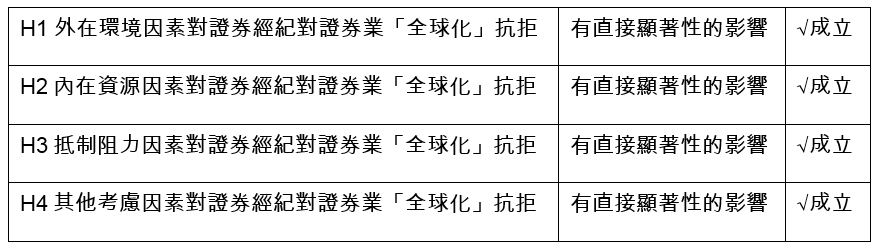 H1 外在環境因素對證券經紀對證券業「全球化」抗拒 有直接顯著性的影響 √成立
H2 內在資源因素對證券經紀對證券業「全球化」抗拒 有直接顯著性的影響 √成立
H3 抵制阻力因素對證券經紀對證券業「全球化」抗拒 有直接顯著性的影響 √成立
H4 其他考慮因素對證券經紀對證券業「全球化」抗拒 有直接顯著性的影響 √成立